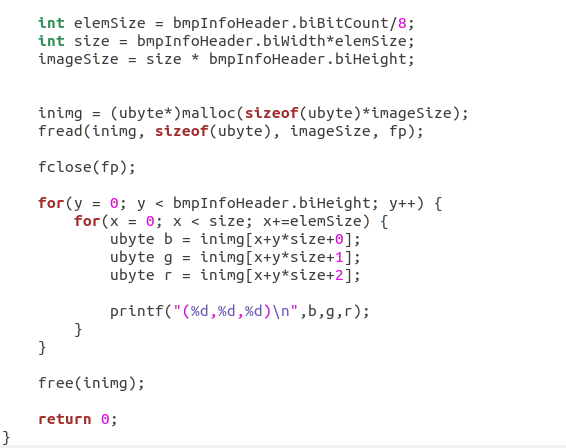 int elemSize = bmpInfoHeader.biBitCount/8;
    int size = bmpInfoHeader.biWidth*elemSize;
    imageSize = size * bmpInfoHeader.biHeight;
    inimg = (ubyte*)malloc(sizeof(ubyte)*imageSize);
    fread(inimg, sizeof(ubyte), imageSize, fp);
    fclose(fp);
    for(y = 0; y < bmpInfoHeader.biHeight; y++) {
        for(x = 0; x < size; x+=elemSize) {
            ubyte b = inimg[x+y*size+0];
            ubyte g = inimg[x+y*size+1];
            ubyte r = inimg[x+y*size+2];
            printf("(%d,%d,%d)\n",b,g,r);
        }
    }
    free(inimg);
    return 0;
}